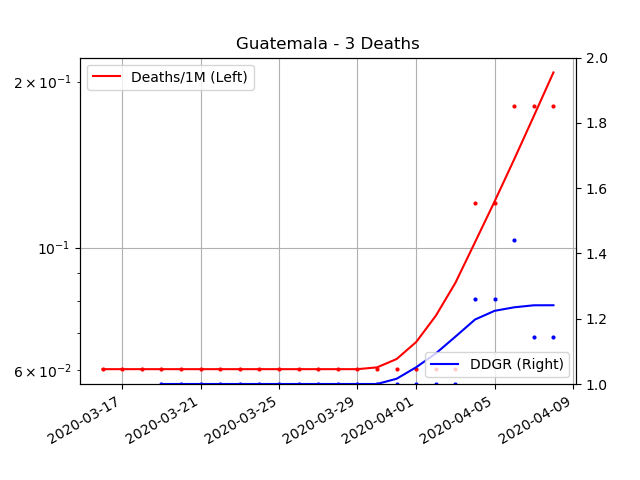 Guatemala - 3 Deaths
Deaths/1M (Left)
2 × 10⁻¹
10⁻¹
6 × 10⁻²
2.0
1.8
1.6
1.4
1.2
1.0
DDGR (Right)
2020-03-17
2020-03-21
2020-03-25
2020-03-29
2020-04-01
2020-04-05
2020-04-09